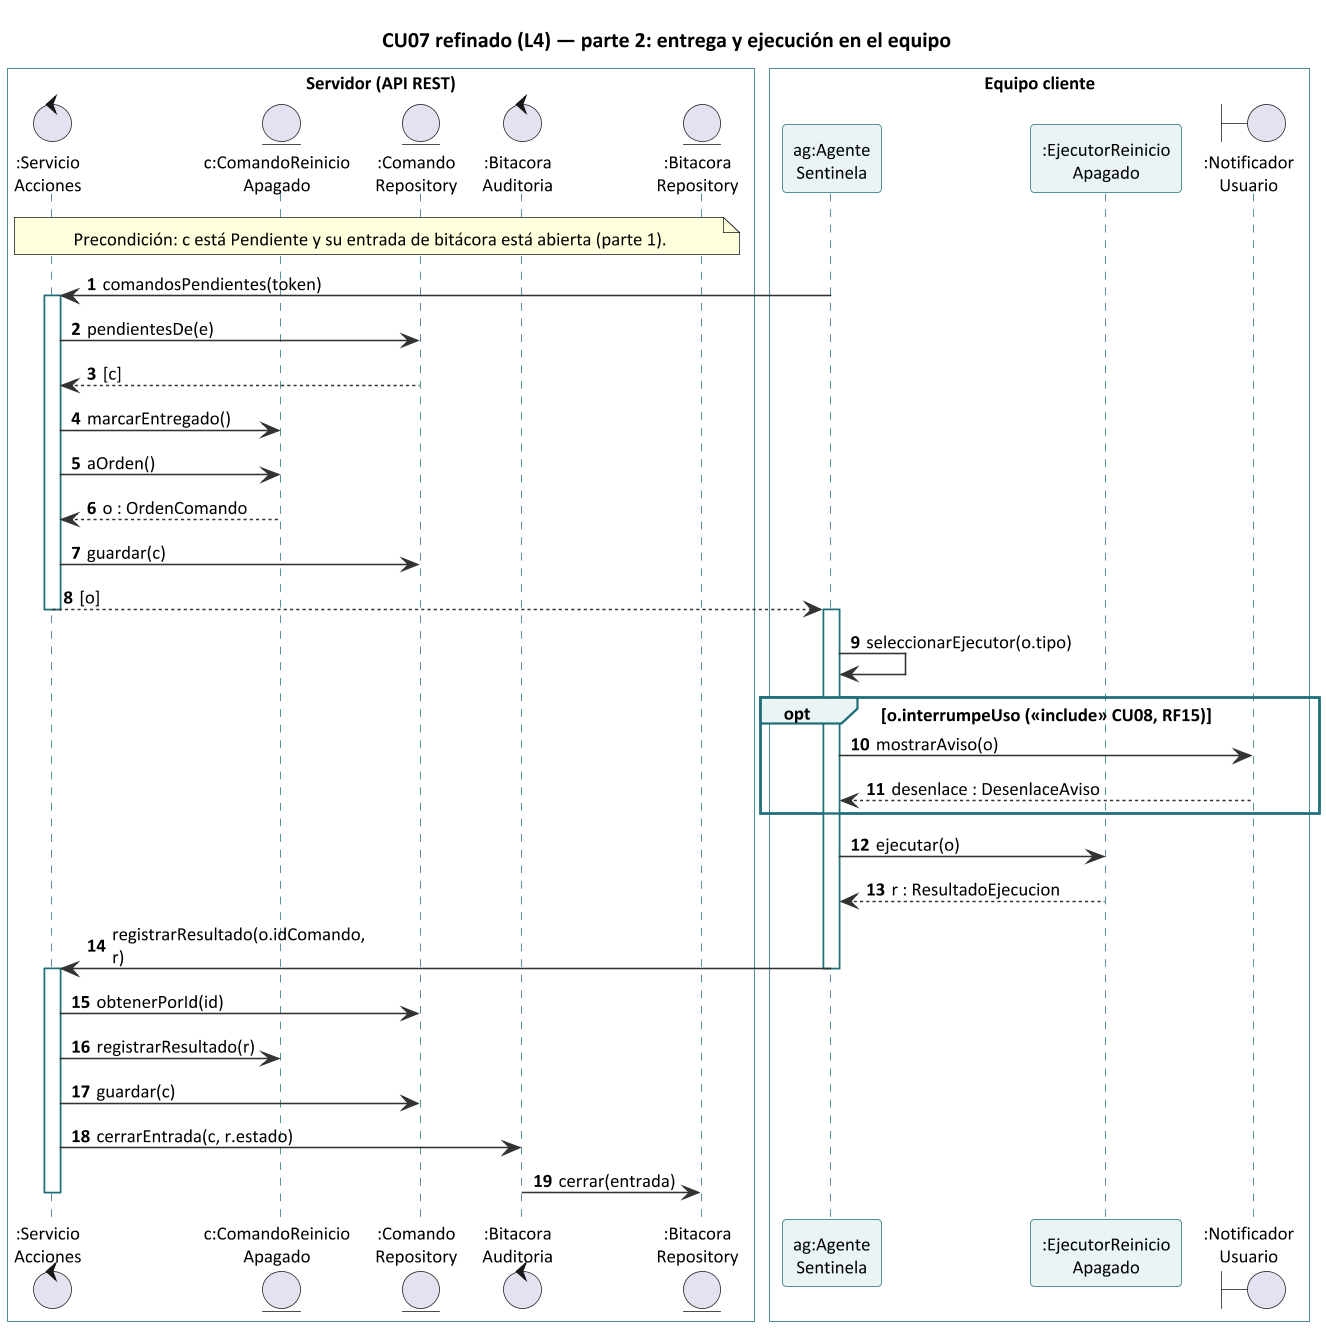 CU07 refinado (L4) — parte 2: entrega y ejecución en el equipo
Servidor (API REST)
Equipo cliente
:Servicio
Acciones
c:ComandoReinicio
Apagado
:Comando
Repository
:Bitacora
Auditoria
:Bitacora
Repository
ag:Agente
Sentinela
:EjecutorReinicio
Apagado
:Notificador
Usuario
Precondición: c está Pendiente y su entrada de bitácora está abierta (parte 1).
1 comandosPendientes(token)
2 pendientesDe(e)
3 [c]
4 marcarEntregado()
5 aOrden()
6 o : OrdenComando
7 guardar(c)
8 [o]
9 seleccionarEjecutor(o.tipo)
opt [o.interrumpeUso («include» CU08, RF15)]
10 mostrarAviso(o)
11 desenlace : DesenlaceAviso
12 ejecutar(o)
13 r : ResultadoEjecucion
14 registrarResultado(o.idComando,
r)
15 obtenerPorId(id)
16 registrarResultado(r)
17 guardar(c)
18 cerrarEntrada(c, r.estado)
19 cerrar(entrada)
:Servicio
Acciones
c:ComandoReinicio
Apagado
:Comando
Repository
:Bitacora
Auditoria
:Bitacora
Repository
ag:Agente
Sentinela
:EjecutorReinicio
Apagado
:Notificador
Usuario